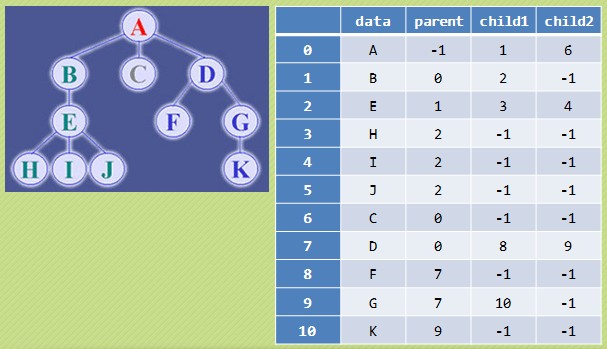 A
B C D
E F G
H I J K
data parent child1 child2
0 A -1 1 6
1 B 0 2 -1
2 E 1 3 4
3 H 2 -1 -1
4 I 2 -1 -1
5 J 2 -1 -1
6 C 0 -1 -1
7 D 0 8 9
8 F 7 -1 -1
9 G 7 10 -1
10 K 9 -1 -1